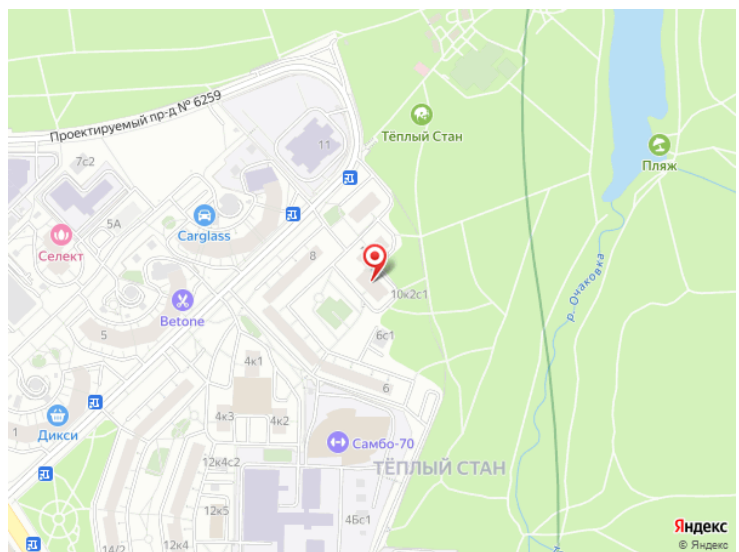 Проектируемый пр-д № 6259
Тёплый Стан
11
7с2
Пляж
5А
Carglass
Селект
8
р. Очаковка
10к2с1
Betone
5
6с1
4к1
6
4к3
4к2
Дикси
1
Самбо-70
12к4с2
ТЁПЛЫЙ СТАН
12к5
4Бс1
14/2
12к4
Яндекс
© Яндекс